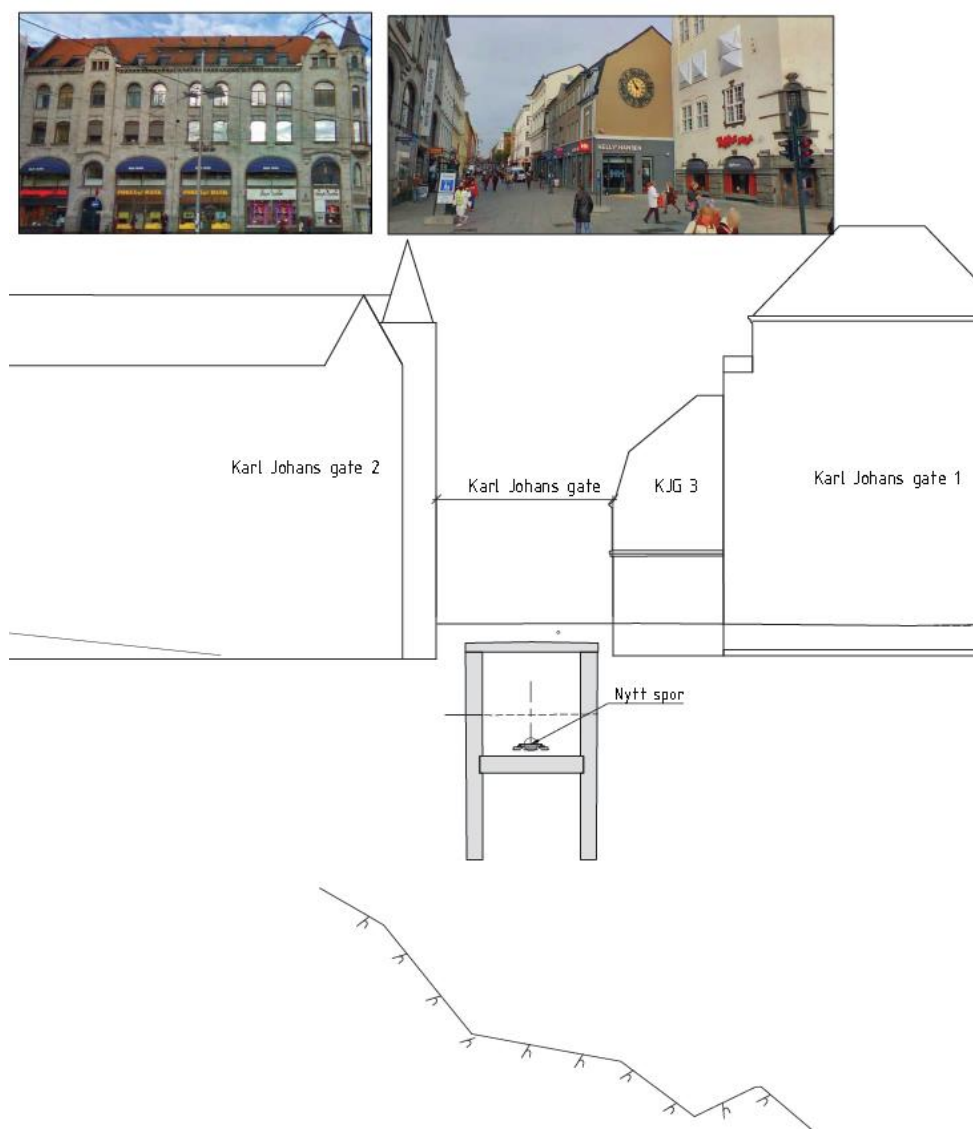 HELLY HANSEN
Karl Johans gate 2
Karl Johans gate
KJG 3
Karl Johans gate 1
Nytt spor